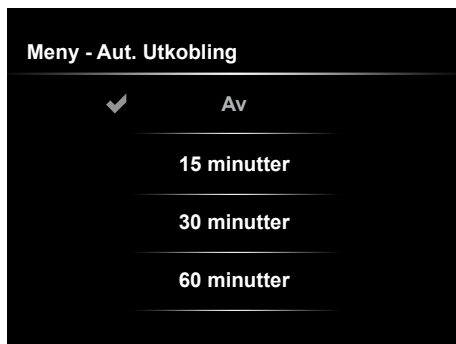 Meny - Aut. Utkobling
Av
15 minutter
30 minutter
60 minutter